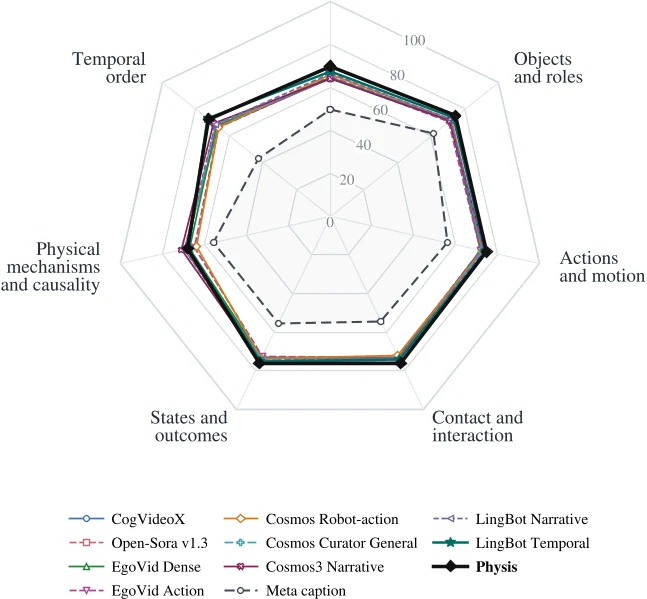 100
80
60
40
20
0
Temporal
order
Objects
and roles
Physical
mechanisms
and causality
Actions
and motion
States and
outcomes
Contact and
interaction
CogVideoX
Open-Sora v1.3
EgoVid Dense
EgoVid Action
Cosmos Robot-action
Cosmos Curator General
Cosmos3 Narrative
Meta caption
LingBot Narrative
LingBot Temporal
Physis